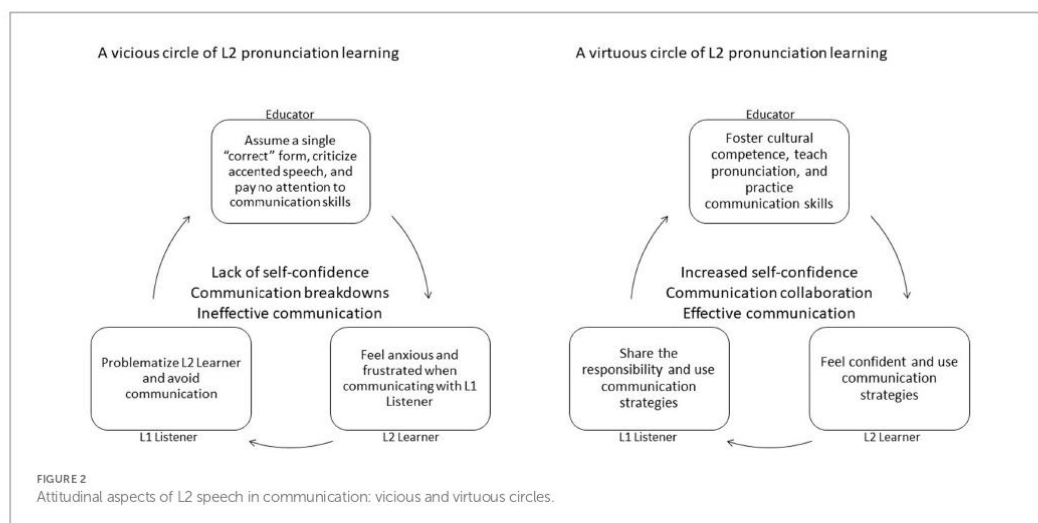 A vicious circle of L2 pronunciation learning
Educator
Assume a single
"correct" form, criticize
accented speech, and
pay no attention to
communication skills
Lack of self-confidence
Communication breakdowns
Ineffective communication
Problematize L2 Learner
and avoid
communication
L1 Listener
Feel anxious and
frustrated when
communicating with L1
Listener
L2 Learner
A virtuous circle of L2 pronunciation learning
Educator
Foster cultural
competence, teach
pronunciation, and
practice
communication skills
Increased self-confidence
Communication collaboration
Effective communication
Share the
responsibility and use
communication
strategies
L1 Listener
Feel confident and use
communication
strategies
L2 Learner
FIGURE 2
Attitudinal aspects of L2 speech in communication: vicious and virtuous circles.